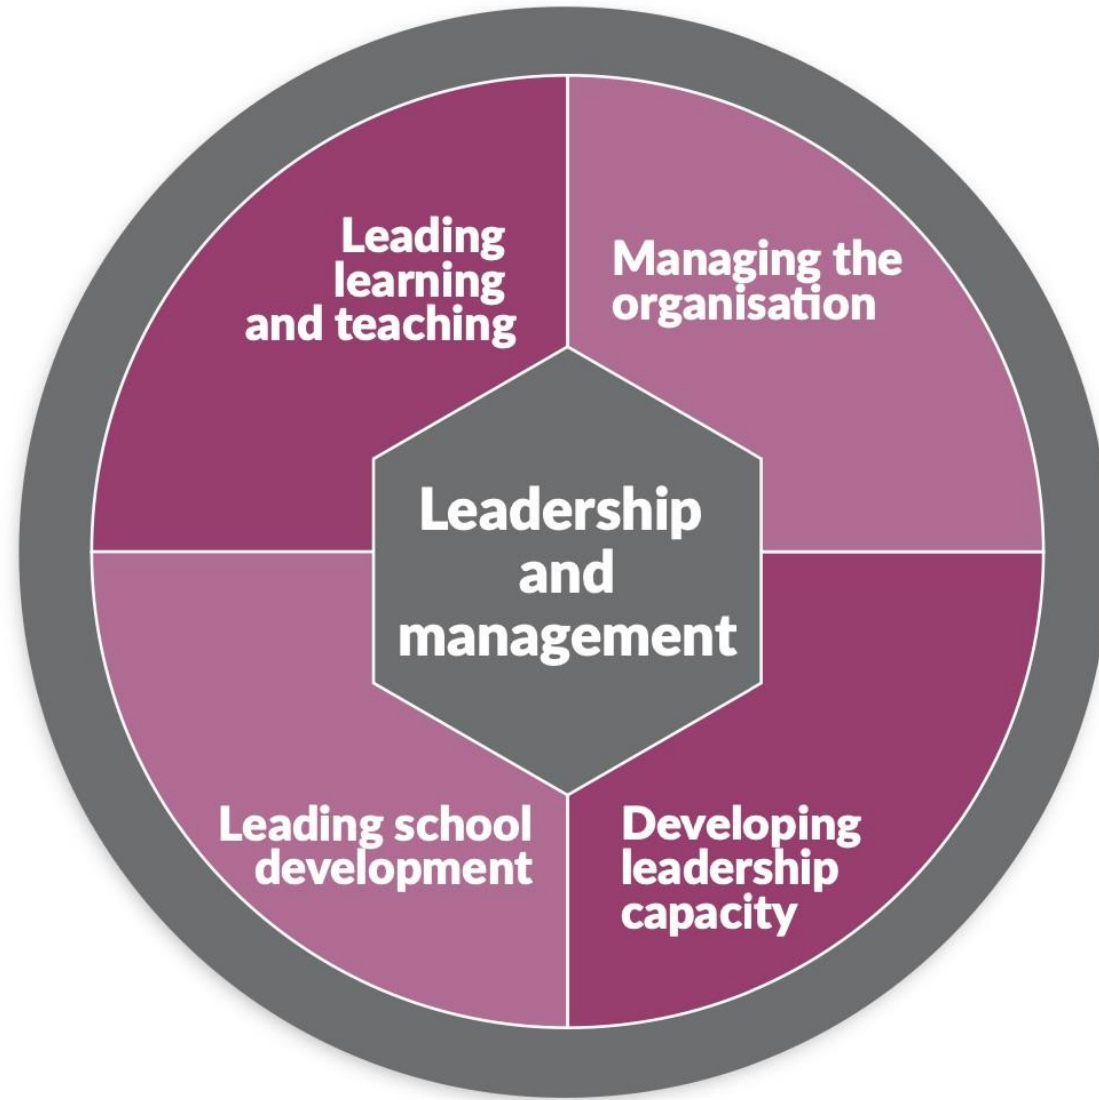 Leading
learning
and teaching
Managing the
organisation
Leadership
and
management
Leading school
development
Developing
leadership
capacity